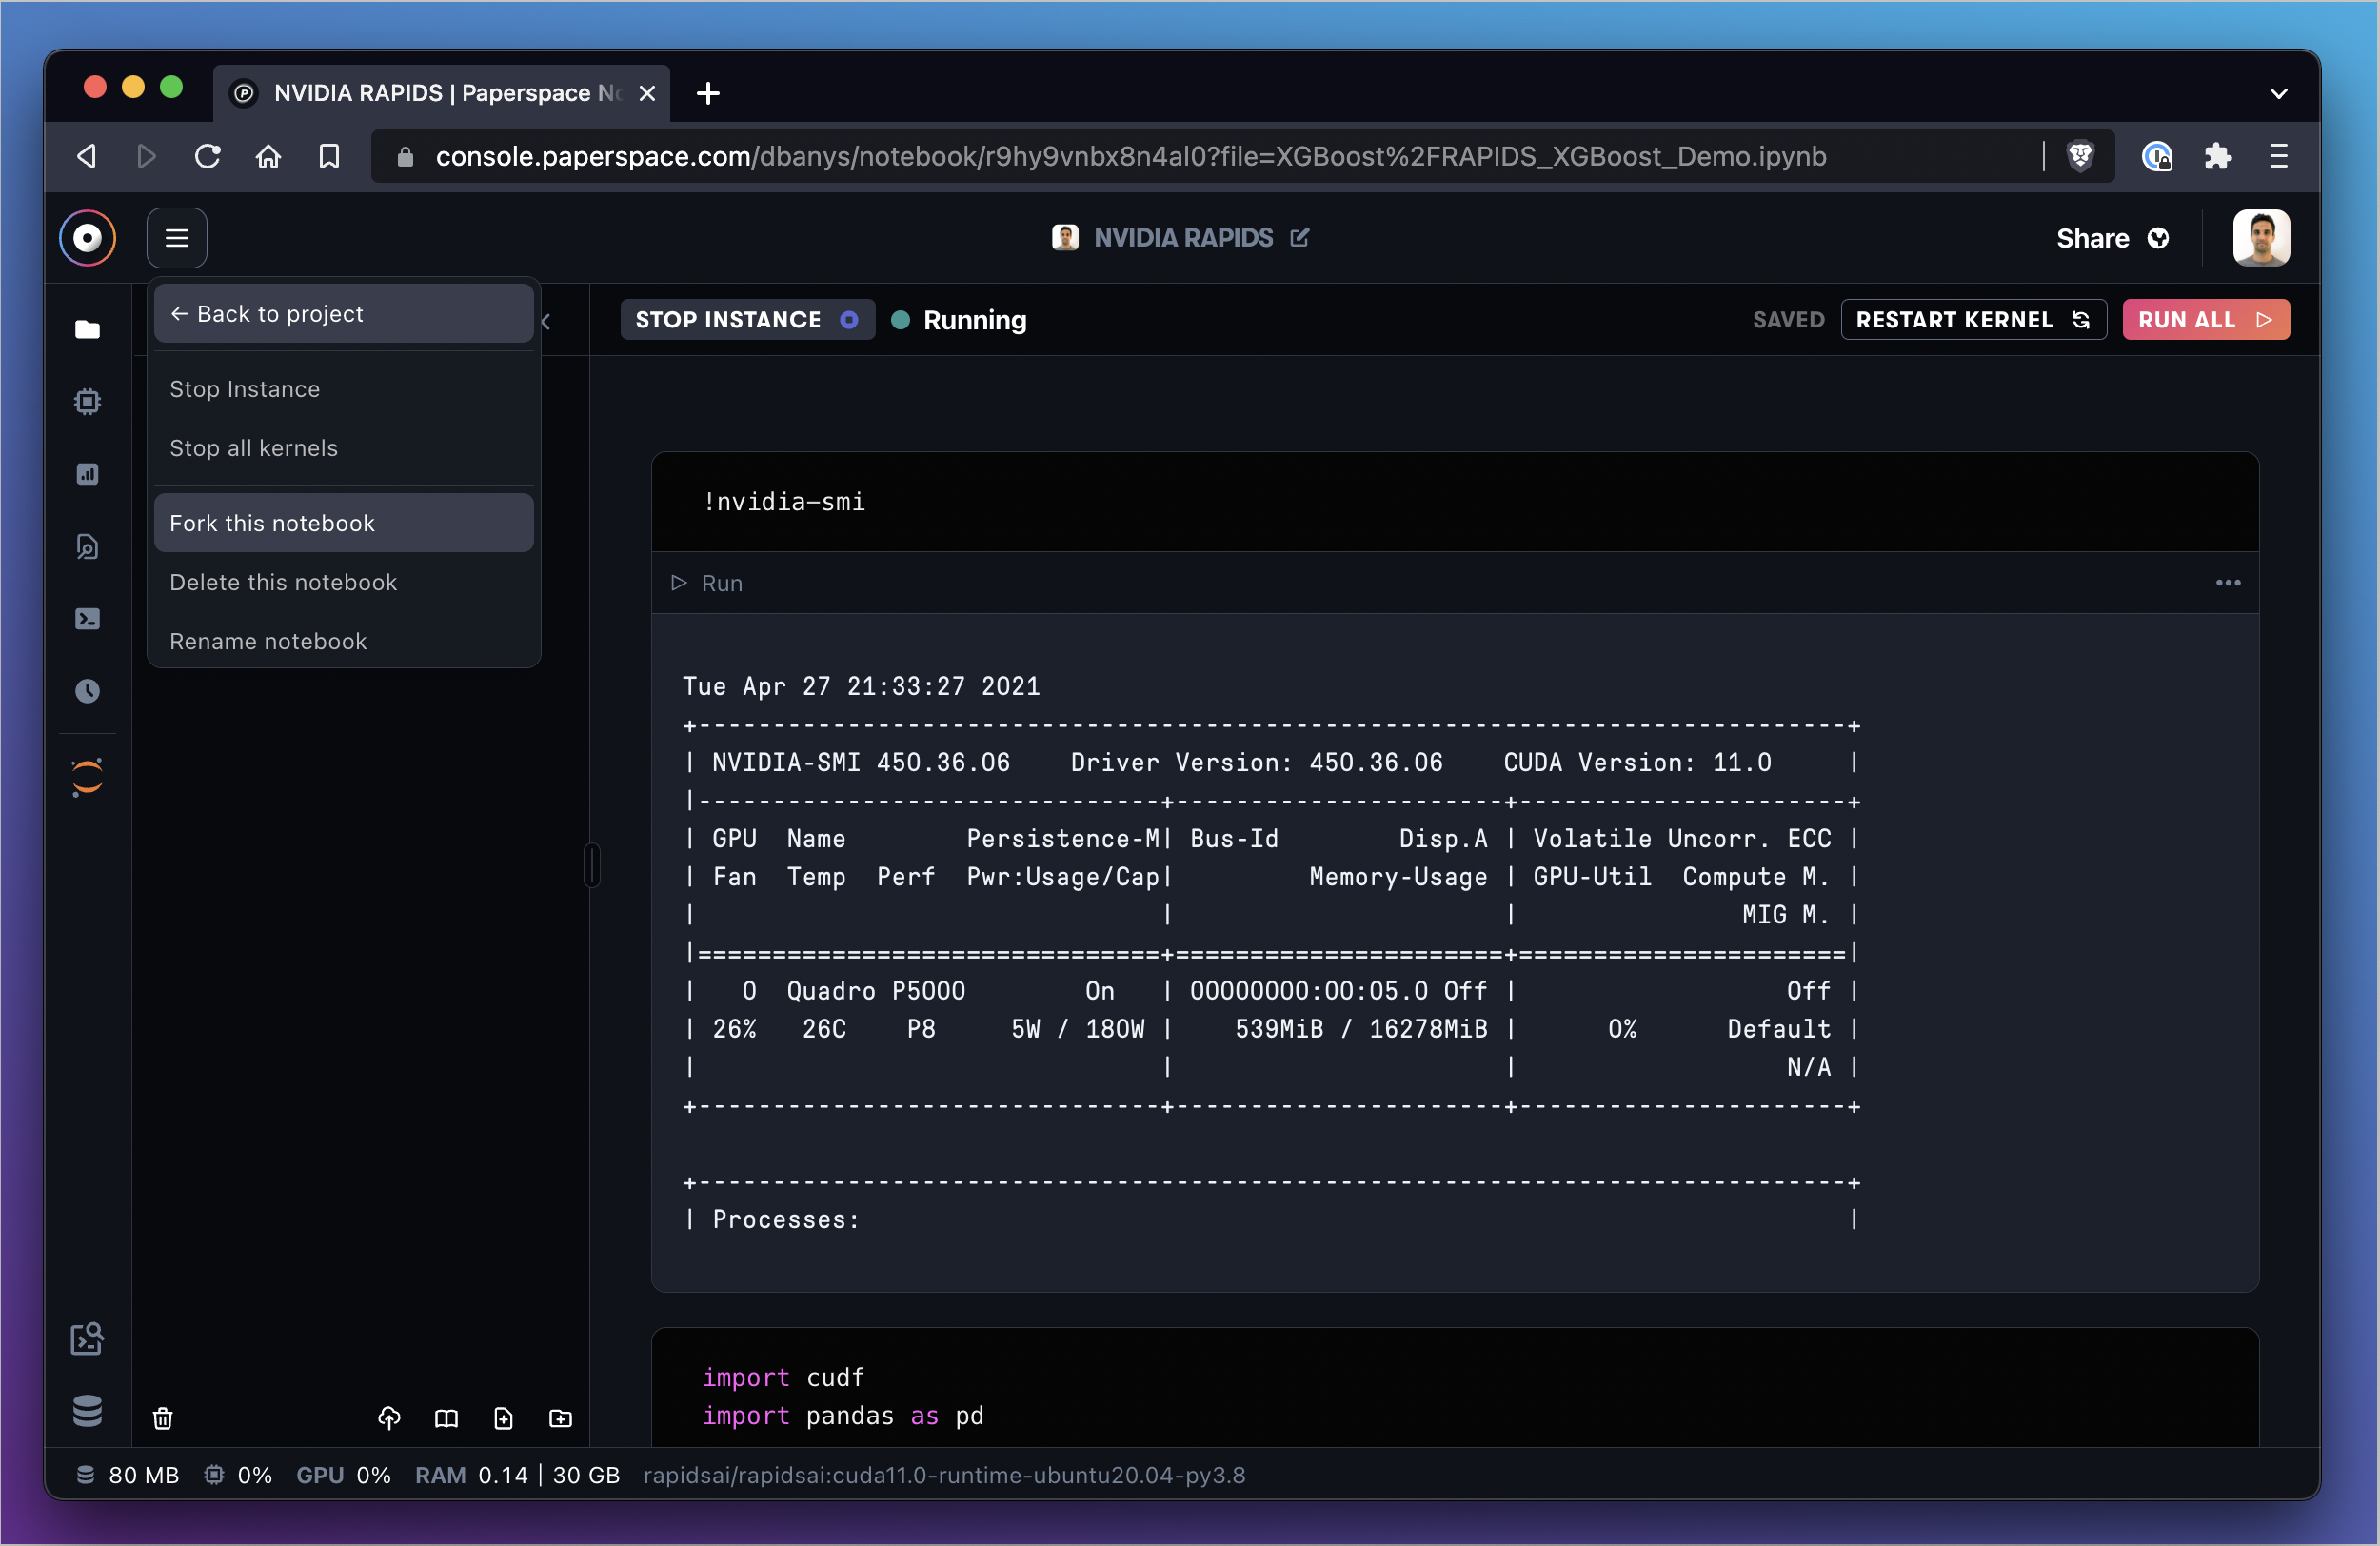 NVIDIA RAPIDS | Paperspace No
console.paperspace.com/dbanys/notebook/r9hy9vnbx8n4al0?file=XGBoost%2FRAPIDS_XGBoost_Demo.ipynb
NVIDIA RAPIDS
Share
← Back to project
Stop Instance
Stop all kernels
Fork this notebook
Delete this notebook
Rename notebook
STOP INSTANCE
Running
SAVED
RESTART KERNEL
RUN ALL
!nvidia-smi
Run
Tue Apr 27 21:33:27 2021
+-----------------------------------------------------------------------------+
| NVIDIA-SMI 450.36.06    Driver Version: 450.36.06    CUDA Version: 11.0     |
|-------------------------------+----------------------+----------------------+
| GPU  Name        Persistence-M| Bus-Id        Disp.A | Volatile Uncorr. ECC |
| Fan  Temp  Perf  Pwr:Usage/Cap|         Memory-Usage | GPU-Util  Compute M. |
|                               |                      |               MIG M. |
|===============================+======================+======================|
|   0  Quadro P5000        On   | 00000000:00:05.0 Off |                  Off |
| 26%   26C    P8     5W / 180W |    539MiB / 16278MiB |      0%      Default |
|                               |                      |                  N/A |
+-------------------------------+----------------------+----------------------+
+-----------------------------------------------------------------------------+
| Processes:                                                                  |
import cudf
import pandas as pd
80 MB 0% GPU 0% RAM 0.14 | 30 GB rapidsai/rapidsai:cuda11.0-runtime-ubuntu20.04-py3.8